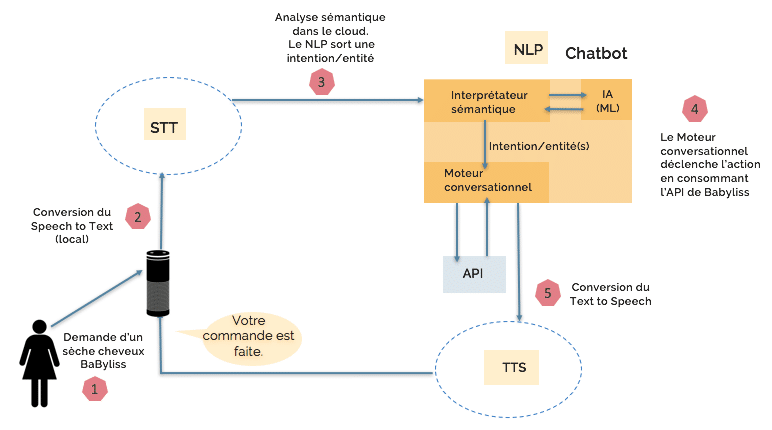 Analyse sémantique
dans le cloud.
Le NLP sort une
intention/entité
3
NLP
Chatbot
STT
Interprétateur
sémantique
IA
(ML)
4
Le Moteur
conversationnel
déclenche l'action
en consommant
l'API de Babyliss
Intention/entité(s)
Moteur
conversationnel
Conversion du
Speech to Text
(local)
2
API
5
Conversion du
Text to Speech
Votre
commande est
faite.
Demande d'un
sèche cheveux
BaByliss
1
TTS